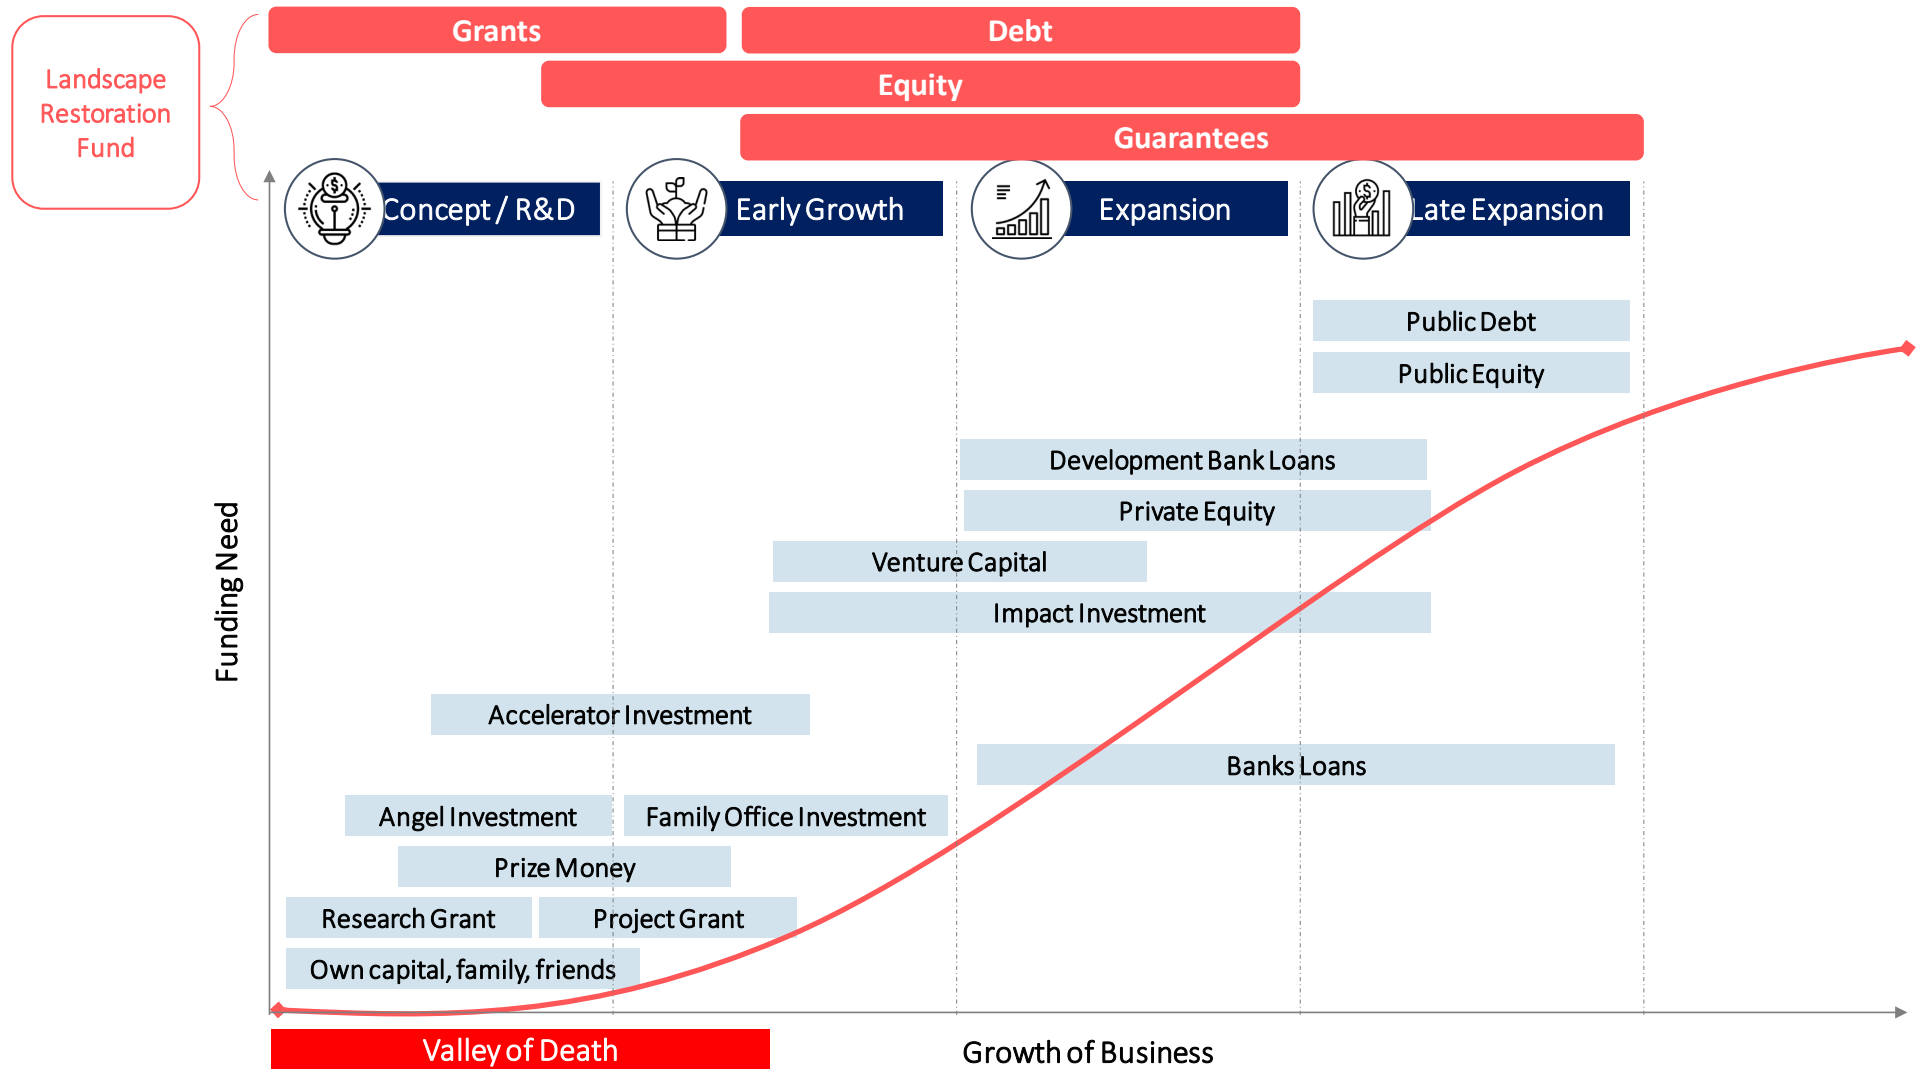 Grants
Debt
Landscape
Restoration
Fund
Equity
Guarantees
Concept / R&D
Early Growth
Expansion
Late Expansion
Public Debt
Public Equity
Development Bank Loans
Private Equity
Venture Capital
Impact Investment
Funding Need
Accelerator Investment
Banks Loans
Angel Investment
Family Office Investment
Prize Money
Research Grant
Project Grant
Own capital, family, friends
Valley of Death
Growth of Business